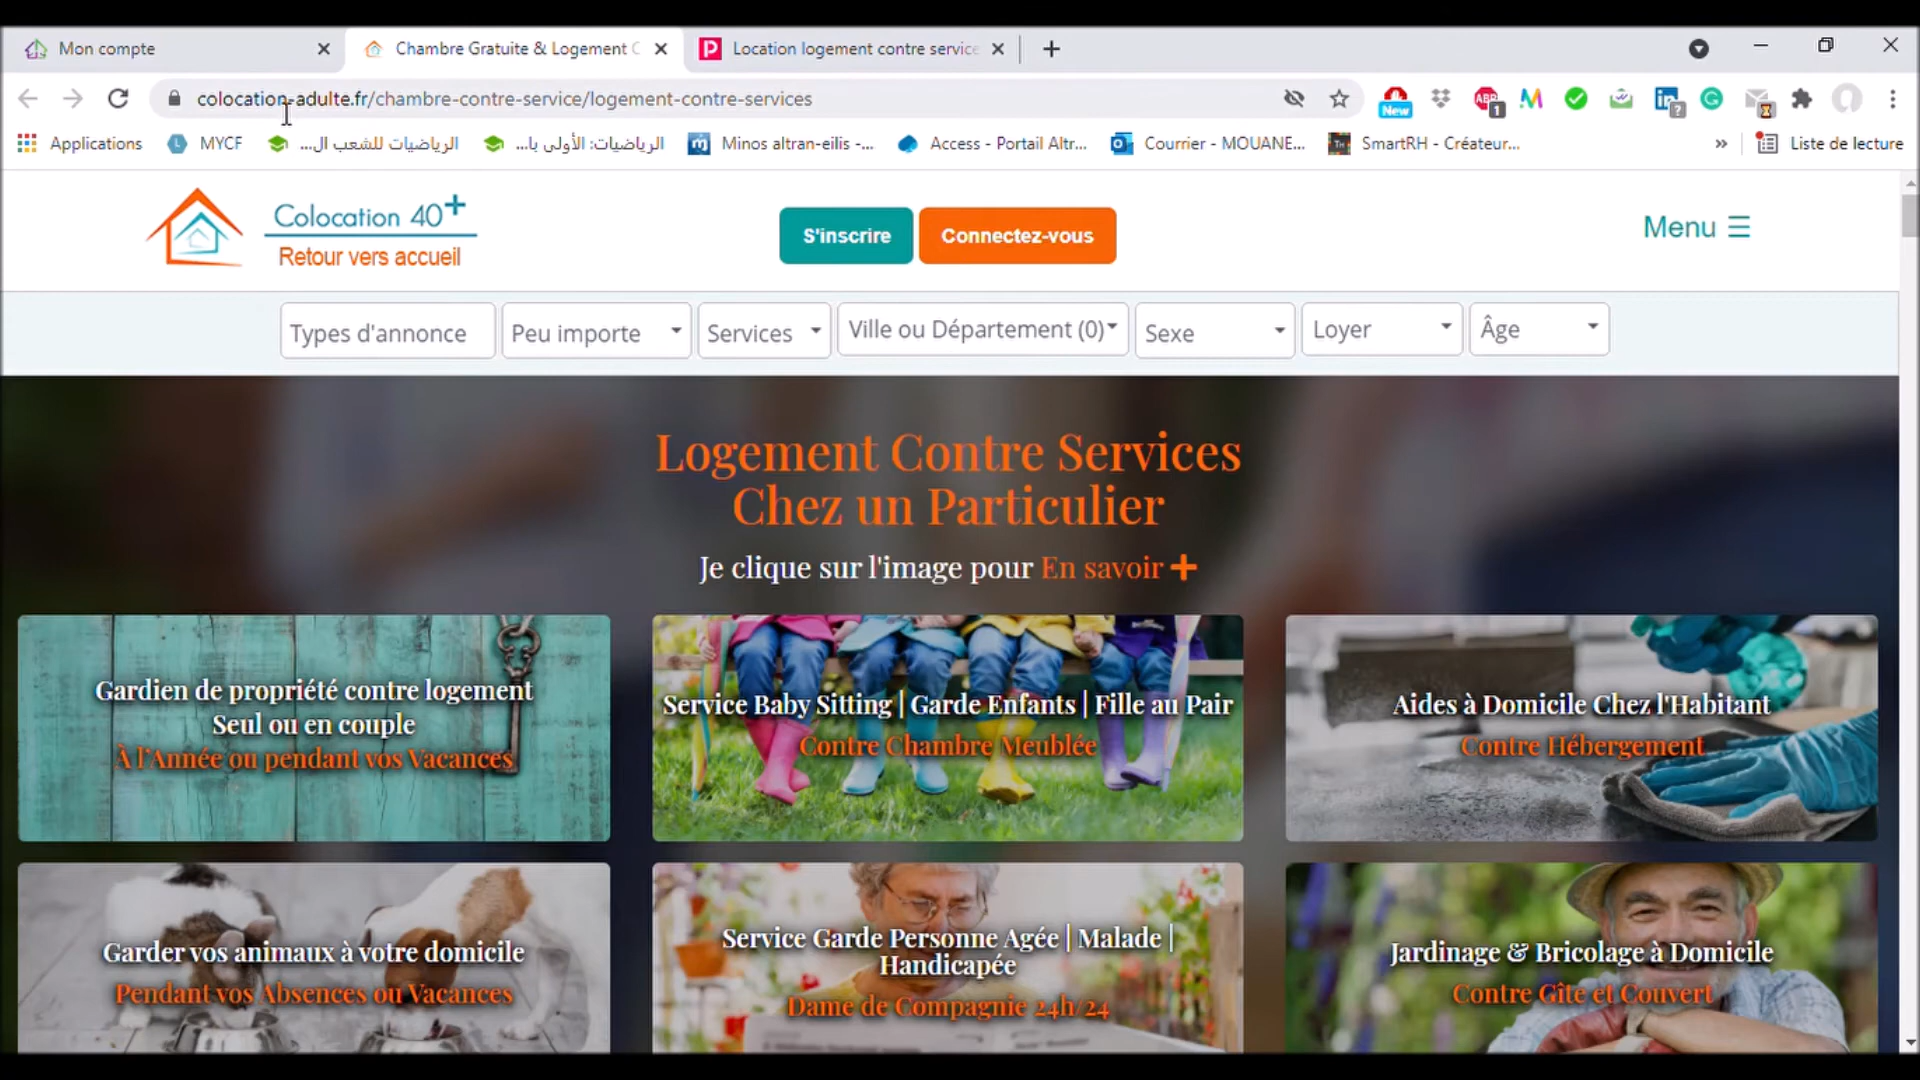 Mon compte
Chambre Gratuite & Logement C
Location logement contre service
colocation-adulte.fr/chambre-contre-service/logement-contre-services
New
ABP
1
?
Applications
L
MYCF
الرياضيات للشعب ال...
الرياضيات: الأولى با...
Minos altran-eilis -...
Access - Portail Altr...
Courrier - MOUANE...
SmartRH - Créateur...
»
Liste de lecture
Colocation 40+
Retour vers accueil
S'inscrire
Connectez-vous
Menu
Types d'annonce
Peu importe
Services
Ville ou Département (0)
Sexe
Loyer
Âge
Logement Contre Services
Chez un Particulier
Je clique sur l'image pour En savoir +
Gardien de propriété contre logement
Seul ou en couple
À l'Année ou pendant vos Vacances
Service Baby Sitting | Garde Enfants | Fille au Pair
Contre Chambre Meublée
Aides à Domicile Chez l'Habitant
Contre Hébergement
Garder vos animaux à votre domicile
Pendant vos Absences ou Vacances
Service Garde Personne Agée | Malade |
Handicapée
Dame de Compagnie 24h/24
Jardinage & Bricolage à Domicile
Contre Gîte et Couvert